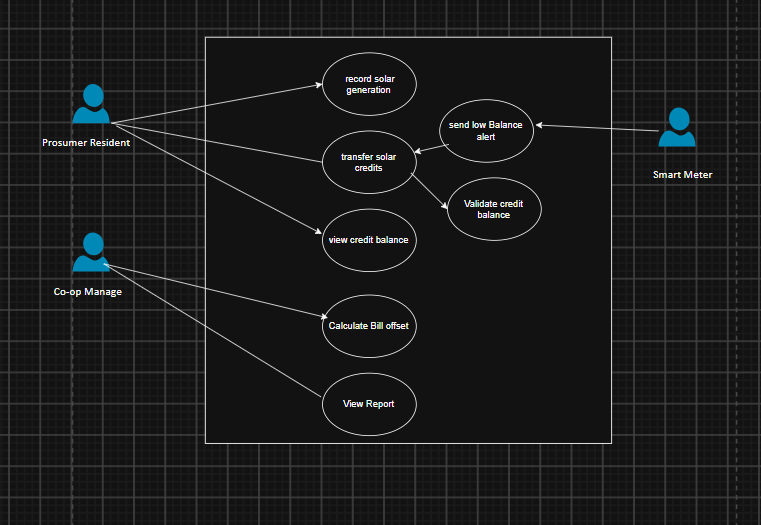 record solar
generation
send low Balance
alert
Prosumer Resident
transfer solar
credits
Smart Meter
Validate credit
balance
view credit balance
Co-op Manage
Calculate Bill offset
View Report